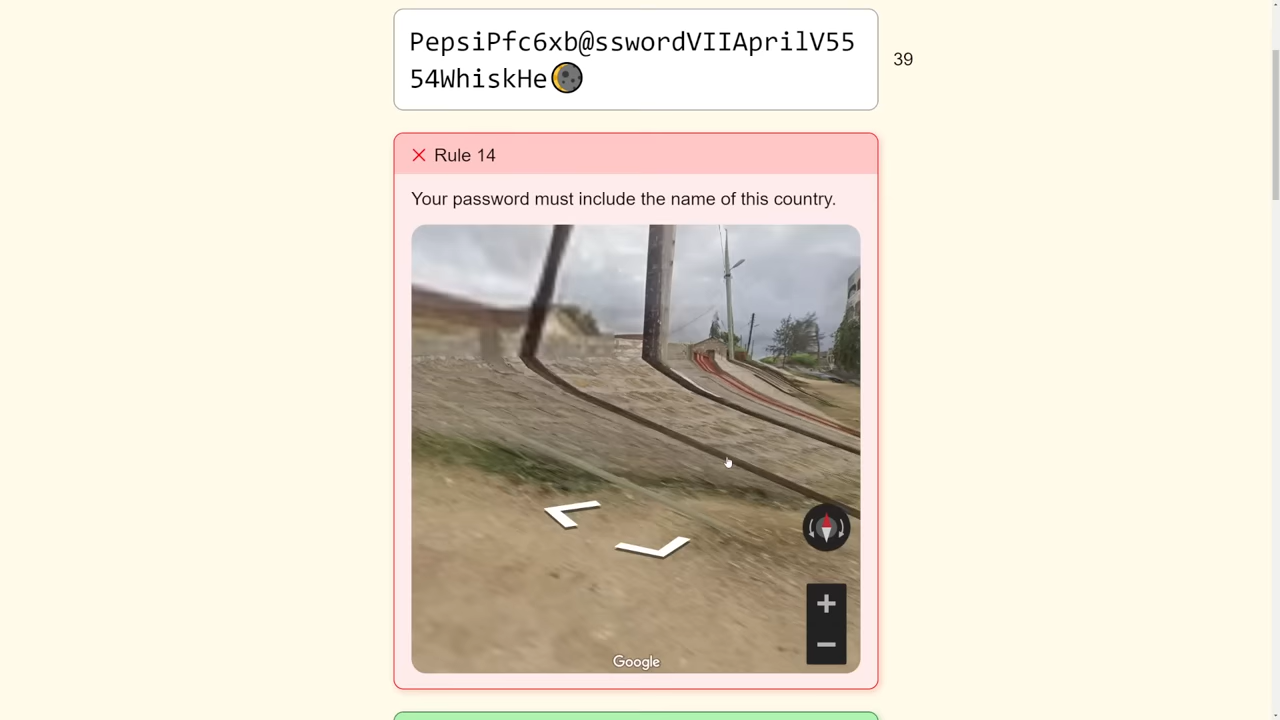 PepsiPfc6xb@sswordVIIAprilV55
54WhiskHe🌘
39
Rule 14
Your password must include the name of this country.
Google